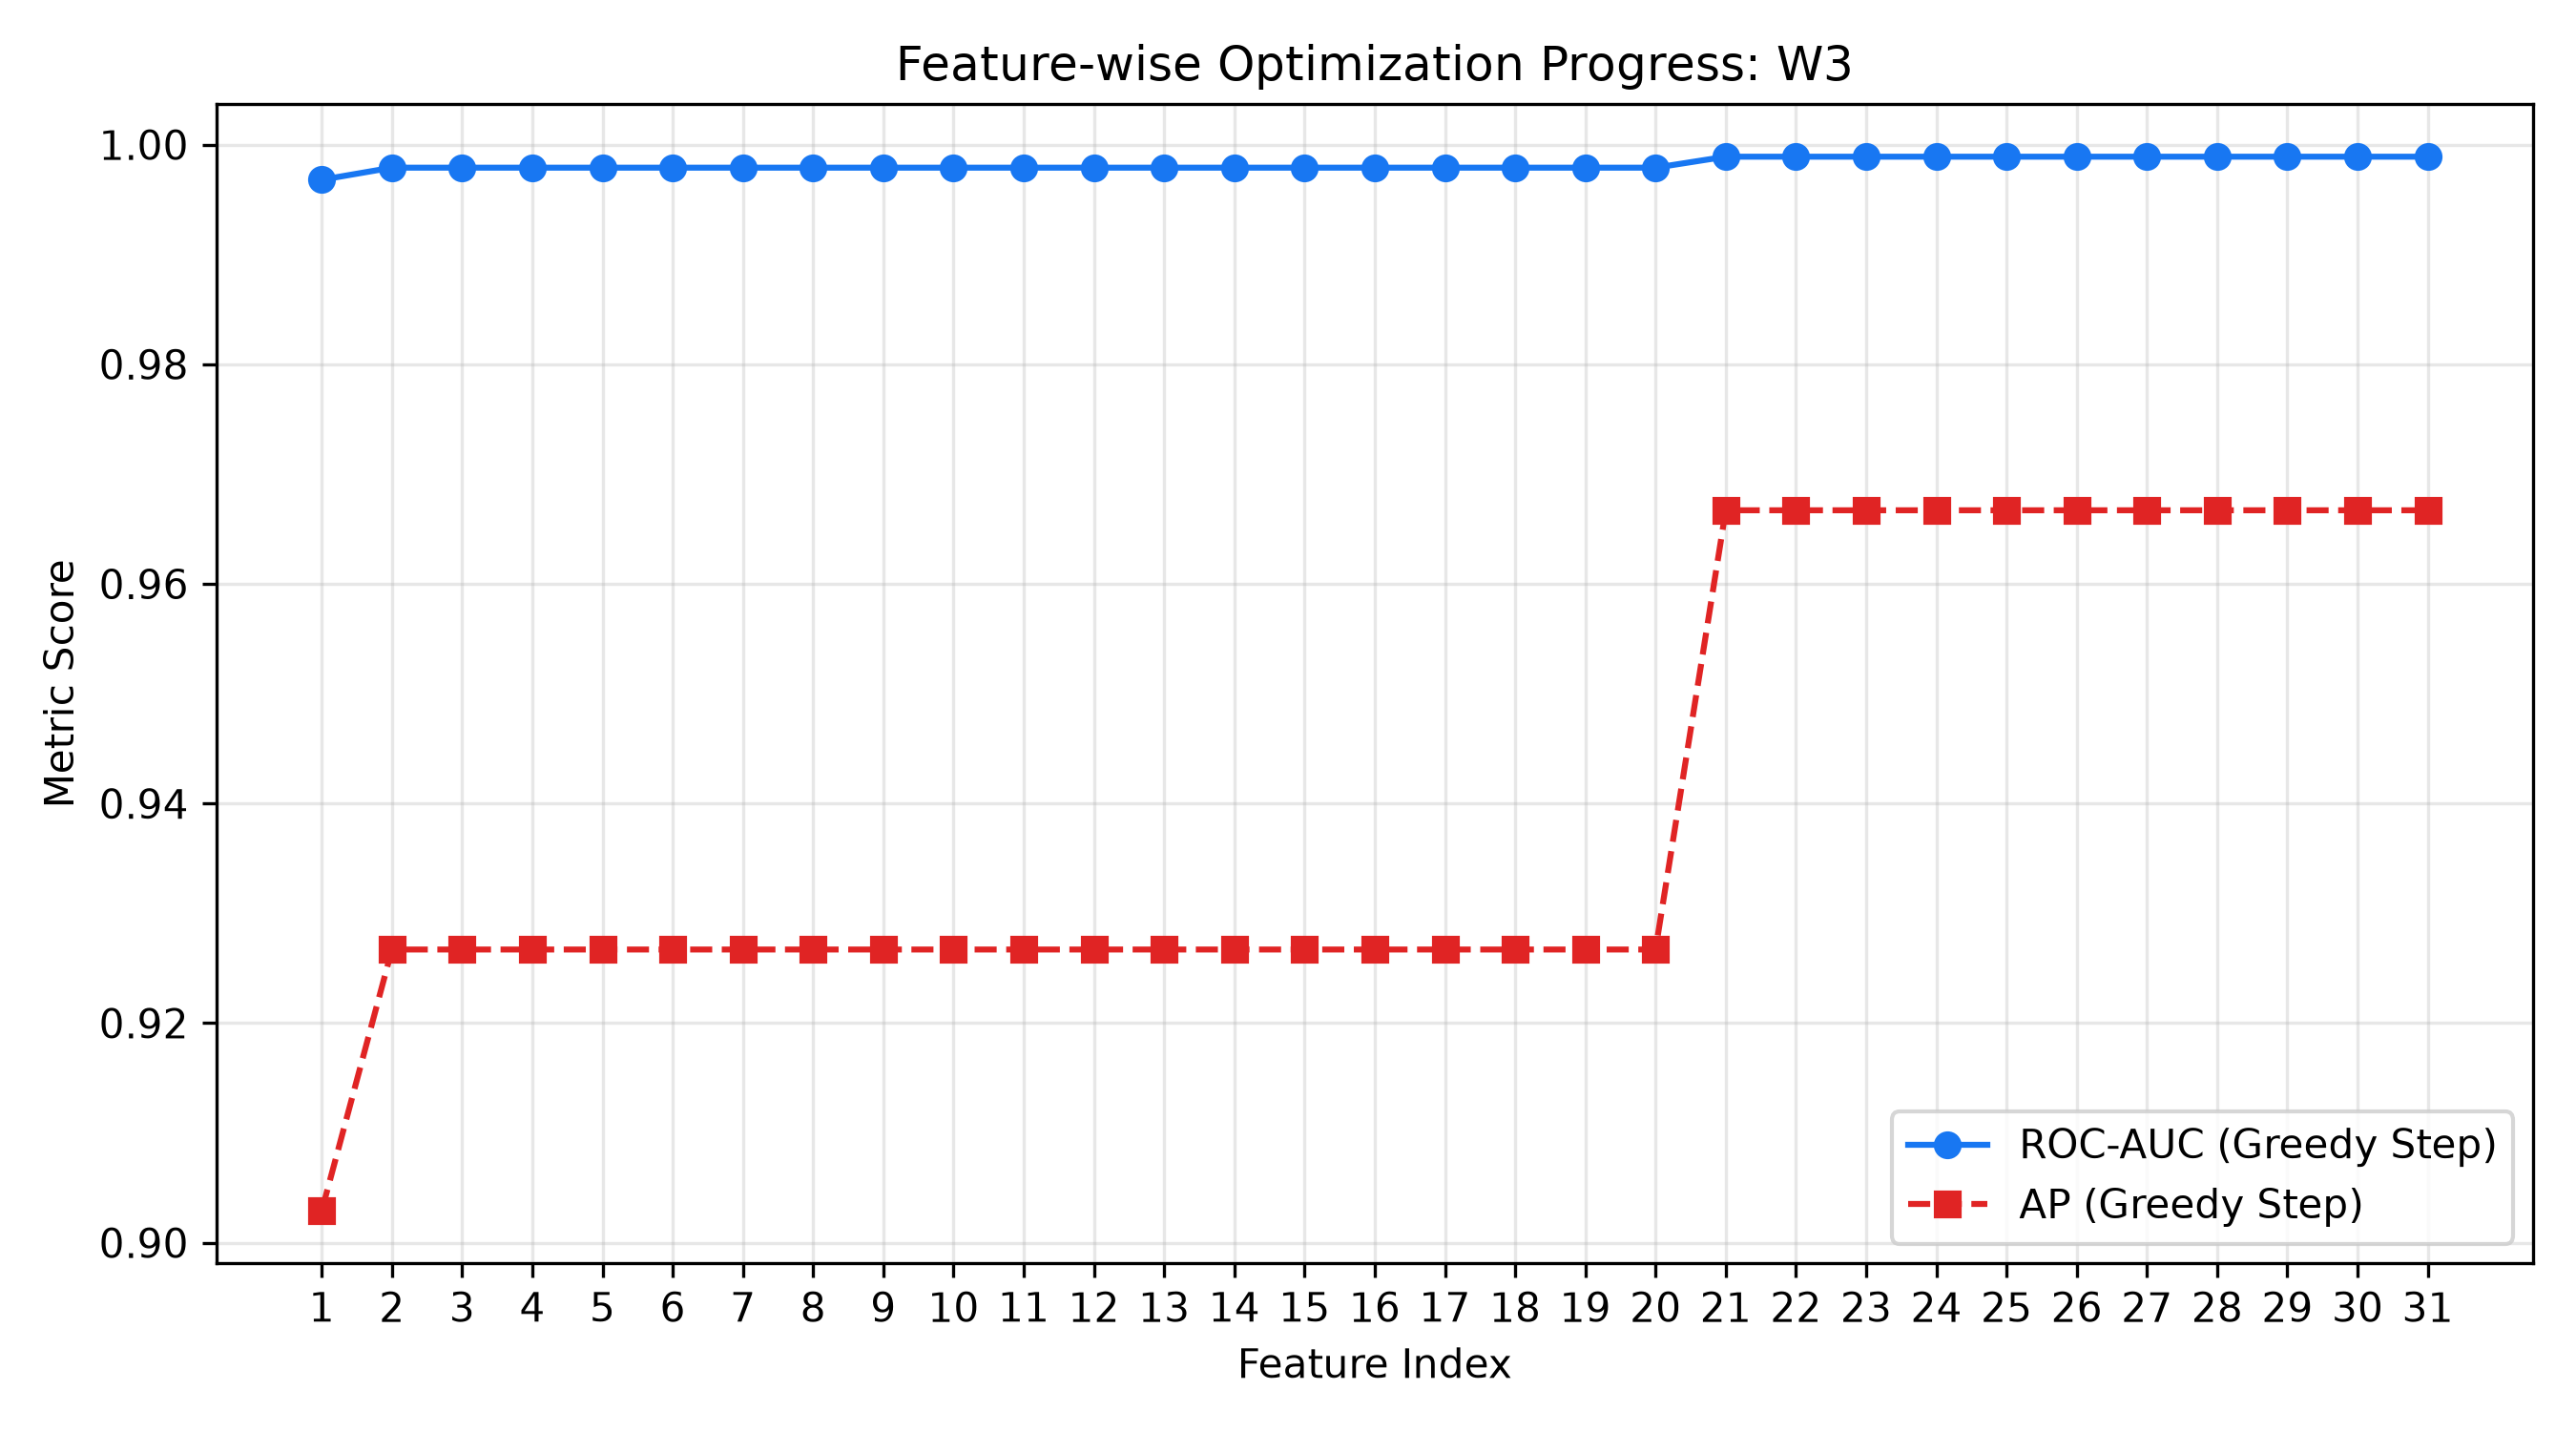 Feature-wise Optimization Progress: W3
1.00
0.98
0.96
0.94
0.92
0.90
Metric Score
1 2 3 4 5 6 7 8 9 10 11 12 13 14 15 16 17 18 19 20 21 22 23 24 25 26 27 28 29 30 31
Feature Index
ROC-AUC (Greedy Step)
AP (Greedy Step)